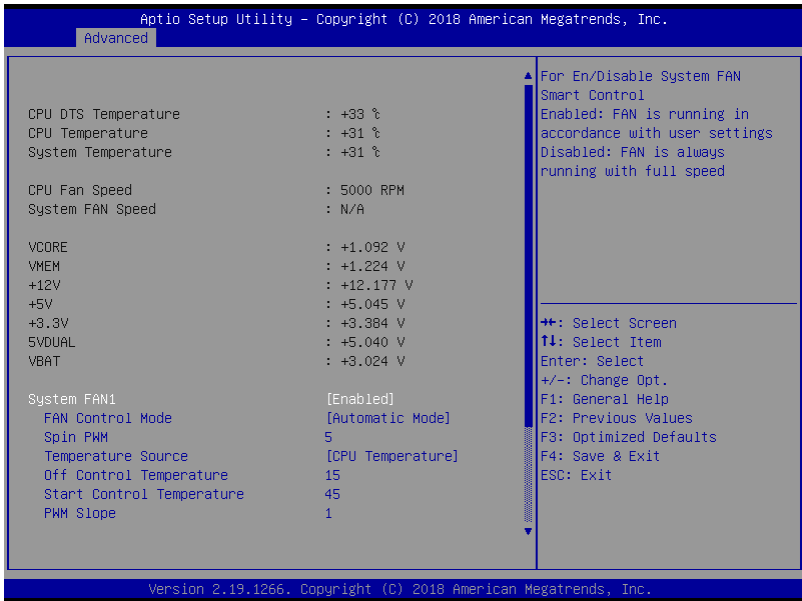 Aptio Setup Utility – Copyright (C) 2018 American Megatrends, Inc.
Advanced
CPU DTS Temperature : +33 ℃
CPU Temperature : +31 ℃
System Temperature : +31 ℃
CPU Fan Speed : 5000 RPM
System FAN Speed : N/A
VCORE : +1.092 V
VMEM : +1.224 V
+12V : +12.177 V
+5V : +5.045 V
+3.3V : +3.384 V
5VDUAL : +5.040 V
VBAT : +3.024 V
System FAN1 [Enabled]
FAN Control Mode [Automatic Mode]
Spin PWM 5
Temperature Source [CPU Temperature]
Off Control Temperature 15
Start Control Temperature 45
PWM Slope 1
For En/Disable System FAN
Smart Control
Enabled: FAN is running in
accordance with user settings
Disabled: FAN is always
running with full speed
→←: Select Screen
↑↓: Select Item
Enter: Select
+/-: Change Opt.
F1: General Help
F2: Previous Values
F3: Optimized Defaults
F4: Save & Exit
ESC: Exit
Version 2.19.1266. Copyright (C) 2018 American Megatrends, Inc.